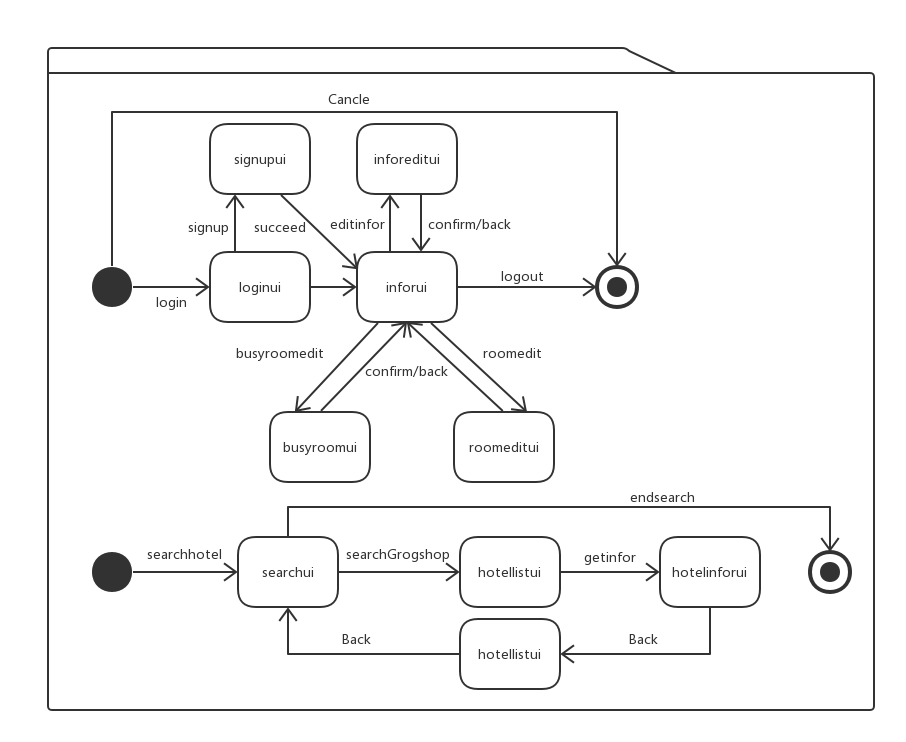 Cancle
signupui
inforeditui
signup
succeed
editinfor
confirm/back
login
loginui
inforui
logout
busyroomedit
confirm/back
roomedit
busyroomui
roomeditui
endsearch
searchhotel
searchui
searchGrogshop
hotellistui
getinfor
hotelinforui
Back
hotellistui
Back